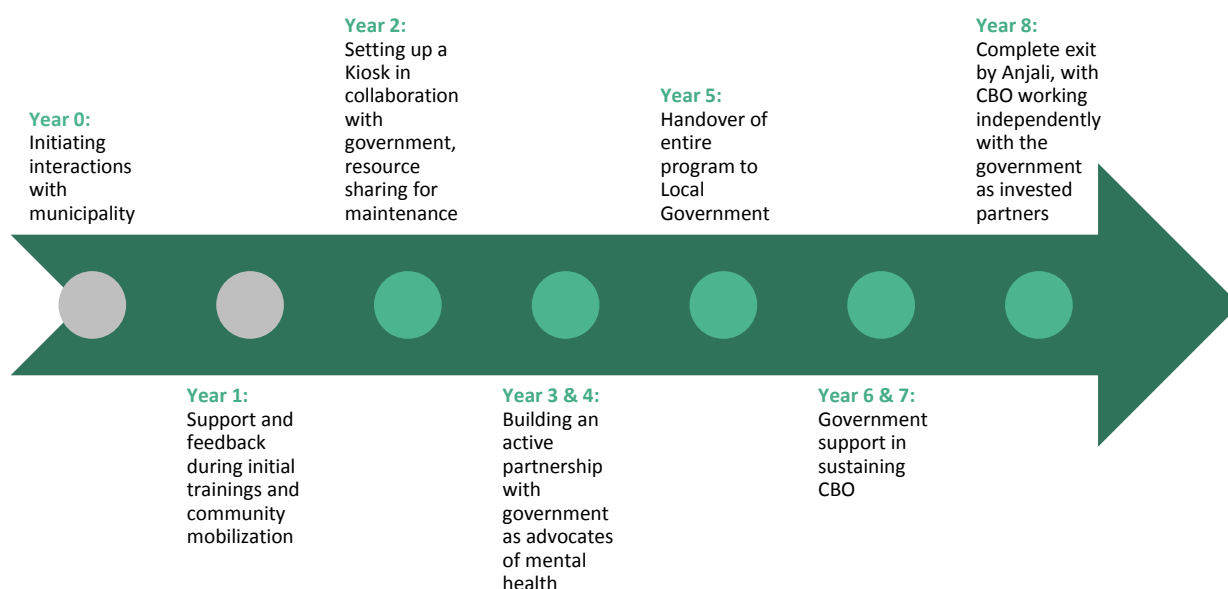 Year 0:
Initiating
interactions
with
municipality
Year 1:
Support and
feedback
during initial
trainings and
community
mobilization
Year 2:
Setting up a
Kiosk in
collaboration
with
government,
resource
sharing for
maintenance
Year 3 & 4:
Building an
active
partnership
with
government
as advocates
of mental
health
Year 5:
Handover of
entire
program to
Local
Government
Year 6 & 7:
Government
support in
sustaining
CBO
Year 8:
Complete exit
by Anjali, with
CBO working
independently
with the
government
as invested
partners